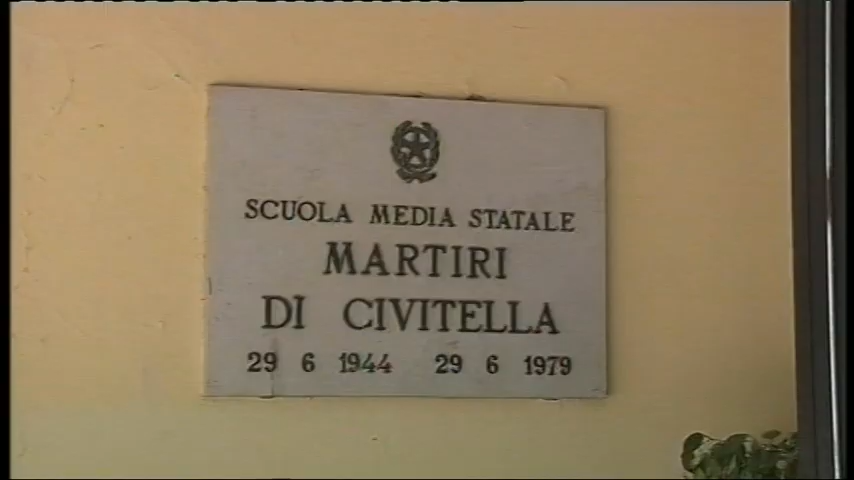 SCUOLA MEDIA STATALE
MARTIRI
DI CIVITELLA
29 6 1944 29 6 1979